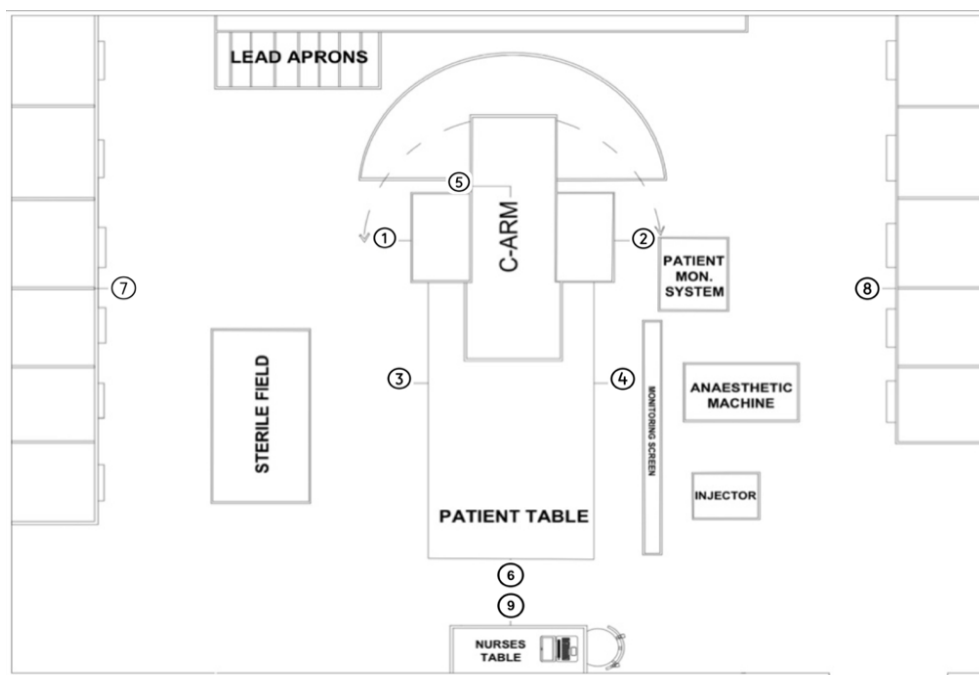 LEAD APRONS
5
C-ARM
1
2
PATIENT
MON.
SYSTEM
7
8
3
4
STERILE FIELD
MONITORING SCREEN
ANAESTHETIC
MACHINE
INJECTOR
PATIENT TABLE
6
9
NURSES
TABLE